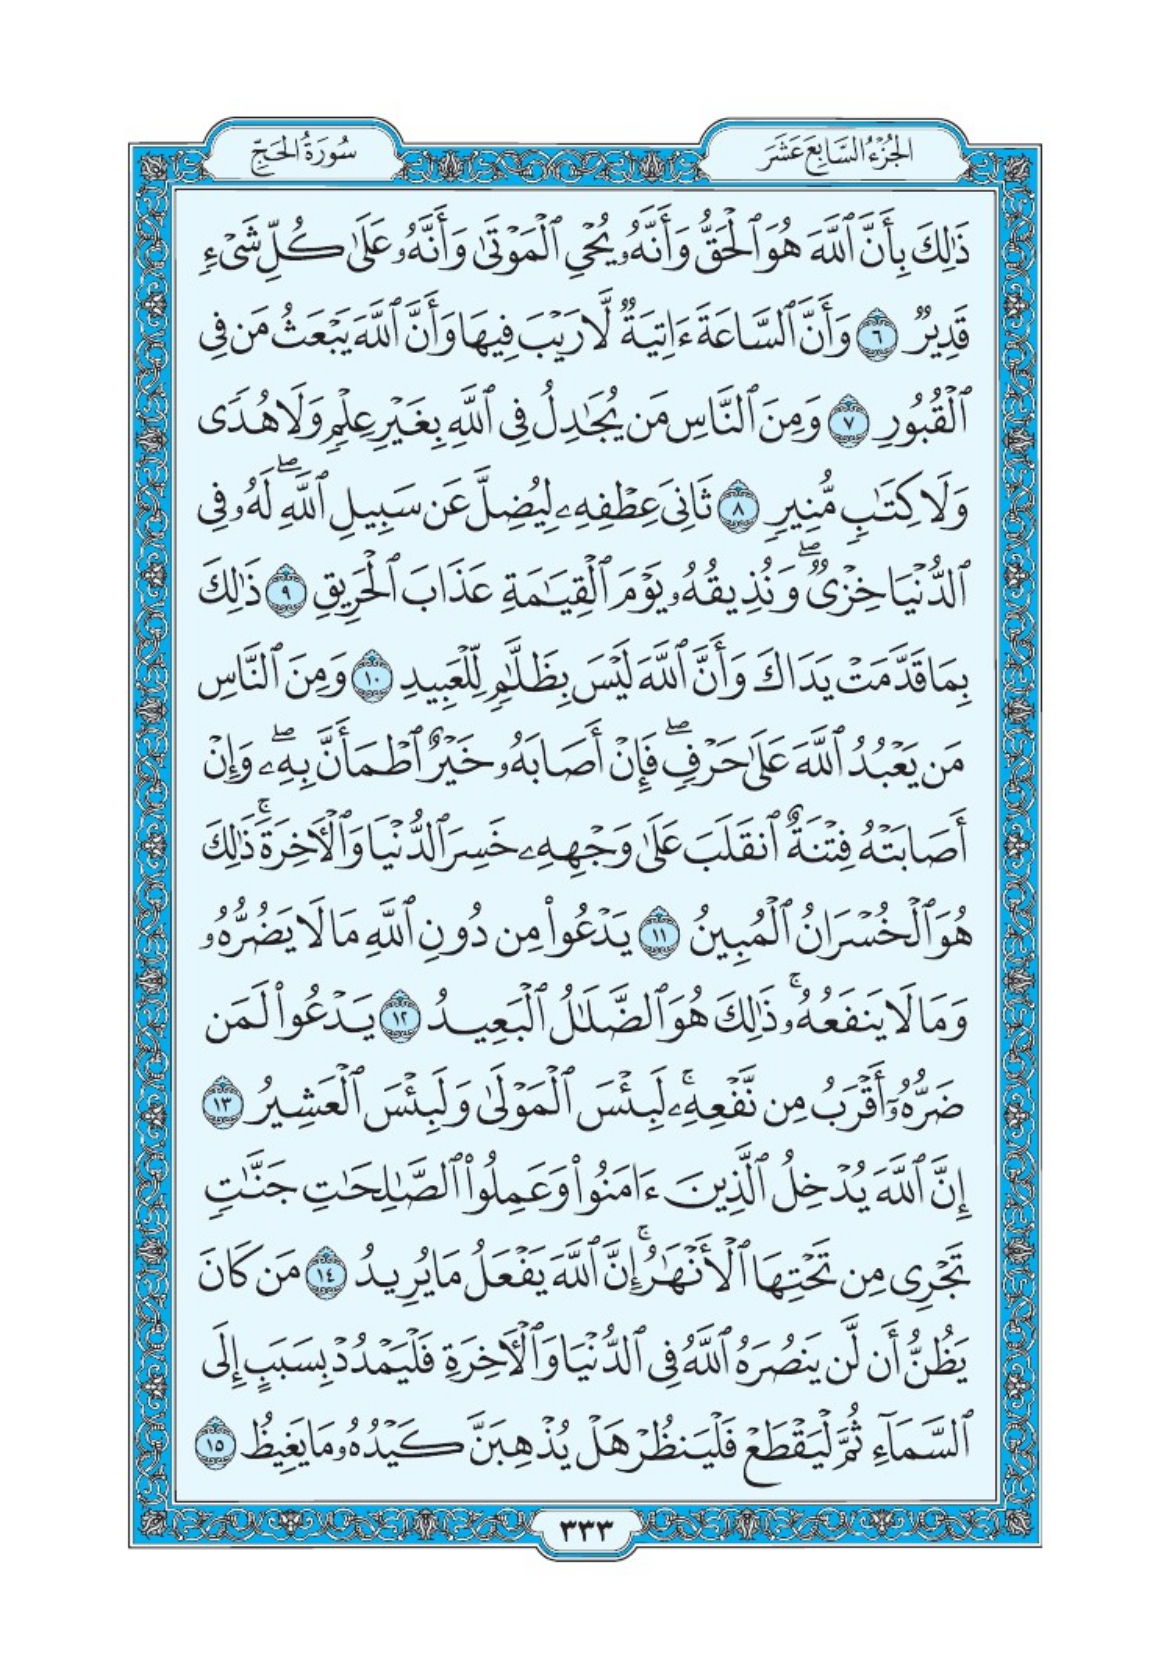 الجُزْءُ السَّابِعَ عَشَرَ
سُورَةُ الحَجّ
ذَٰلِكَ بِأَنَّ ٱللَّهَ هُوَ ٱلْحَقُّ وَأَنَّهُۥ يُحْىِ ٱلْمَوْتَىٰ وَأَنَّهُۥ عَلَىٰ كُلِّ شَىْءٍ
قَدِيرٌ ٦ وَأَنَّ ٱلسَّاعَةَ ءَاتِيَةٌ لَّا رَيْبَ فِيهَا وَأَنَّ ٱللَّهَ يَبْعَثُ مَن فِى
ٱلْقُبُورِ ٧ وَمِنَ ٱلنَّاسِ مَن يُجَـٰدِلُ فِى ٱللَّهِ بِغَيْرِ عِلْمٍ وَلَا هُدًى
وَلَا كِتَـٰبٍ مُّنِيرٍ ٨ ثَانِىَ عِطْفِهِۦ لِيُضِلَّ عَن سَبِيلِ ٱللَّهِ ۖ لَهُۥ فِى
ٱلدُّنْيَا خِزْىٌ ۖ وَنُذِيقُهُۥ يَوْمَ ٱلْقِيَـٰمَةِ عَذَابَ ٱلْحَرِيقِ ٩ ذَٰلِكَ
بِمَا قَدَّمَتْ يَدَاكَ وَأَنَّ ٱللَّهَ لَيْسَ بِظَلَّـٰمٍ لِّلْعَبِيدِ ١٠ وَمِنَ ٱلنَّاسِ
مَن يَعْبُدُ ٱللَّهَ عَلَىٰ حَرْفٍ ۖ فَإِنْ أَصَابَهُۥ خَيْرٌ ٱطْمَأَنَّ بِهِۦ ۖ وَإِنْ
أَصَابَتْهُ فِتْنَةٌ ٱنقَلَبَ عَلَىٰ وَجْهِهِۦ خَسِرَ ٱلدُّنْيَا وَٱلْـَٔاخِرَةَ ۚ ذَٰلِكَ
هُوَ ٱلْخُسْرَانُ ٱلْمُبِينُ ١١ يَدْعُوا۟ مِن دُونِ ٱللَّهِ مَا لَا يَضُرُّهُۥ
وَمَا لَا يَنفَعُهُۥ ۚ ذَٰلِكَ هُوَ ٱلضَّلَـٰلُ ٱلْبَعِيدُ ١٢ يَدْعُوا۟ لَمَن
ضَرُّهُۥٓ أَقْرَبُ مِن نَّفْعِهِۦ ۚ لَبِئْسَ ٱلْمَوْلَىٰ وَلَبِئْسَ ٱلْعَشِيرُ ١٣
إِنَّ ٱللَّهَ يُدْخِلُ ٱلَّذِينَ ءَامَنُوا۟ وَعَمِلُوا۟ ٱلصَّـٰلِحَـٰتِ جَنَّـٰتٍ
تَجْرِى مِن تَحْتِهَا ٱلْأَنْهَـٰرُ ۚ إِنَّ ٱللَّهَ يَفْعَلُ مَا يُرِيدُ ١٤ مَن كَانَ
يَظُنُّ أَن لَّن يَنصُرَهُ ٱللَّهُ فِى ٱلدُّنْيَا وَٱلْـَٔاخِرَةِ فَلْيَمْدُدْ بِسَبَبٍ إِلَى
ٱلسَّمَآءِ ثُمَّ لْيَقْطَعْ فَلْيَنظُرْ هَلْ يُذْهِبَنَّ كَيْدُهُۥ مَا يَغِيظُ ١٥
٣٣٣